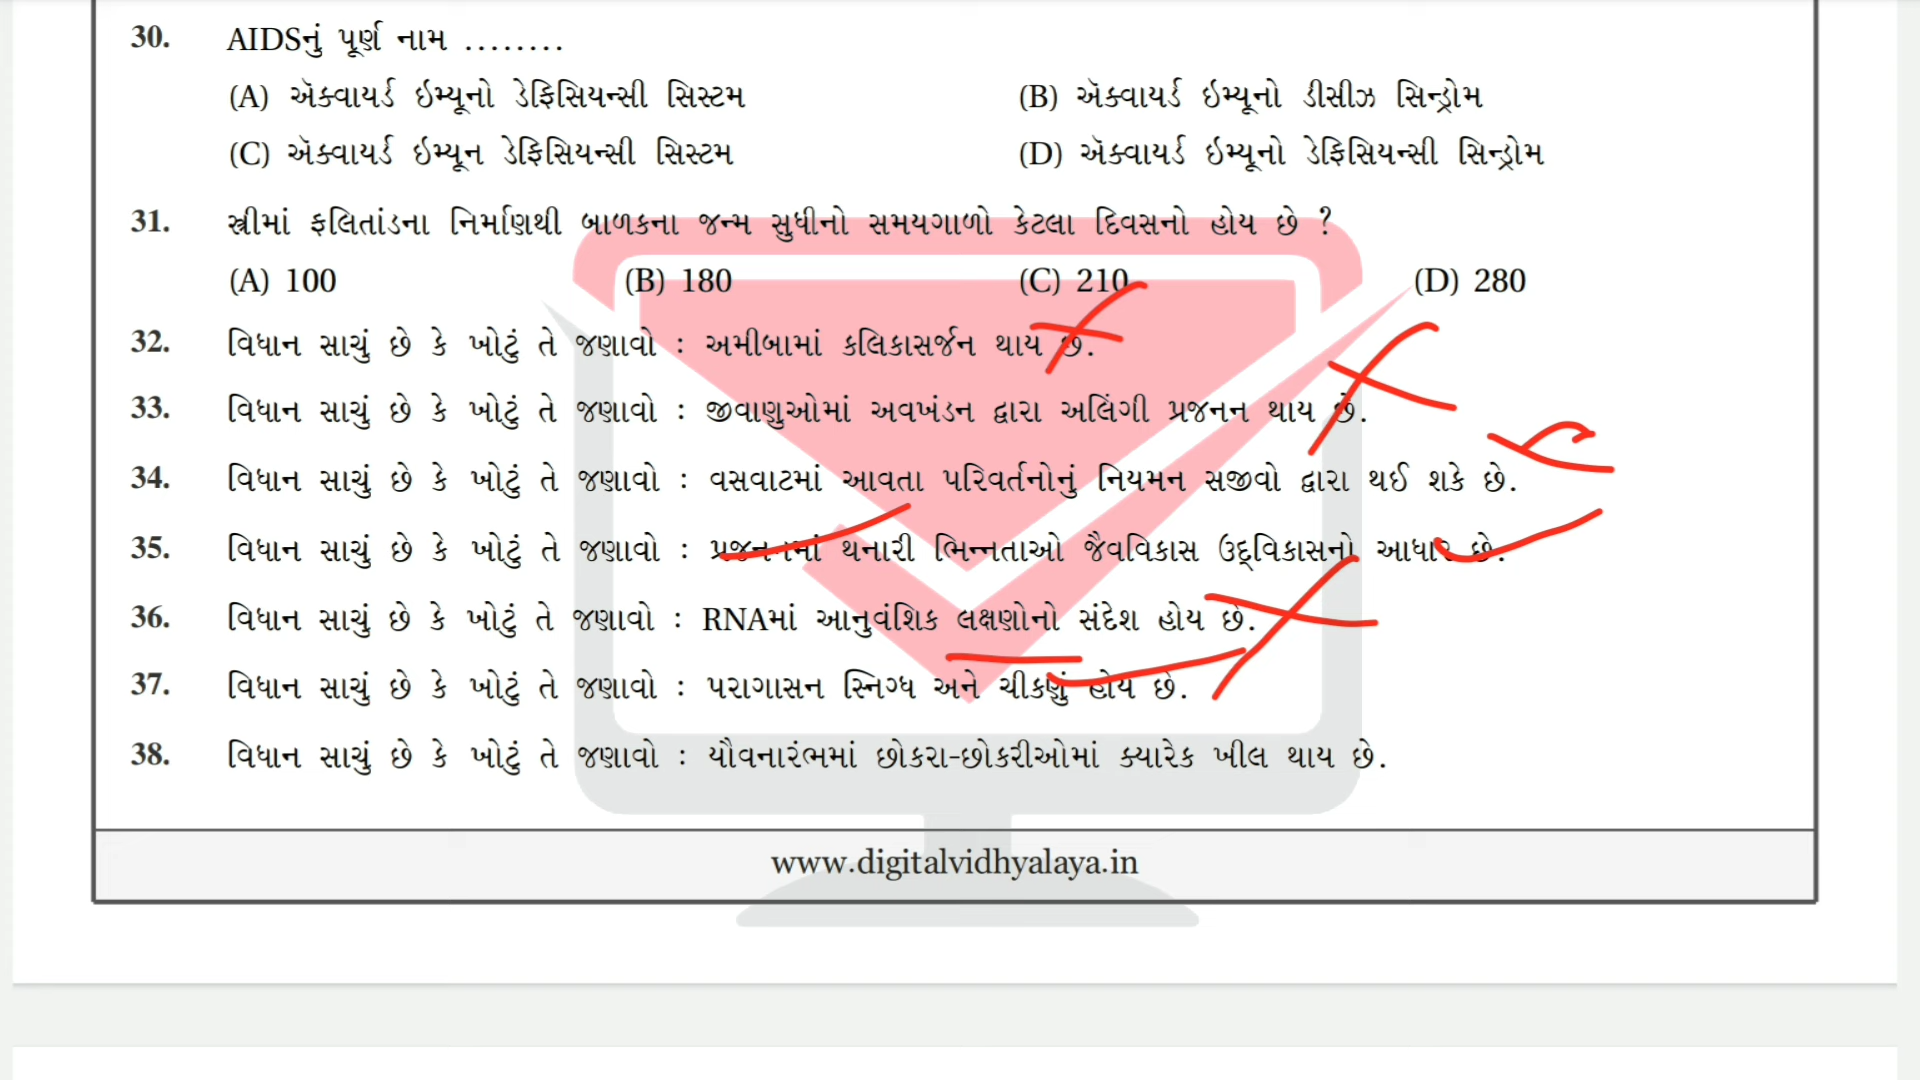 30. AIDSનું પૂર્ણ નામ ........
(A) ઍક્વાયર્ડ ઇમ્યૂનો ડેફિસિયન્સી સિસ્ટમ (B) ઍક્વાયર્ડ ઇમ્યૂનો ડીસીઝ સિન્ડ્રોમ
(C) ઍક્વાયર્ડ ઇમ્યૂન ડેફિસિયન્સી સિસ્ટમ (D) ઍક્વાયર્ડ ઇમ્યૂનો ડેફિસિયન્સી સિન્ડ્રોમ
31. સ્ત્રીમાં ફલિતાંડના નિર્માણથી બાળકના જન્મ સુધીનો સમયગાળો કેટલા દિવસનો હોય છે ?
(A) 100 (B) 180 (C) 210 (D) 280
32. વિધાન સાચું છે કે ખોટું તે જણાવો : અમીબામાં કલિકાસર્જન થાય છે.
33. વિધાન સાચું છે કે ખોટું તે જણાવો : જીવાણુઓમાં અવખંડન દ્વારા અલિંગી પ્રજનન થાય છે.
34. વિધાન સાચું છે કે ખોટું તે જણાવો : વસવાટમાં આવતા પરિવર્તનોનું નિયમન સજીવો દ્વારા થઈ શકે છે.
35. વિધાન સાચું છે કે ખોટું તે જણાવો : પ્રજનનમાં થનારી ભિન્નતાઓ જૈવવિકાસ ઉદ્‌વિકાસનો આધાર છે.
36. વિધાન સાચું છે કે ખોટું તે જણાવો : RNAમાં આનુવંશિક લક્ષણોનો સંદેશ હોય છે.
37. વિધાન સાચું છે કે ખોટું તે જણાવો : પરાગાસન સ્નિગ્ધ અને ચીકણું હોય છે.
38. વિધાન સાચું છે કે ખોટું તે જણાવો : યૌવનારંભમાં છોકરા-છોકરીઓમાં ક્યારેક ખીલ થાય છે.
www.digitalvidhyalaya.in